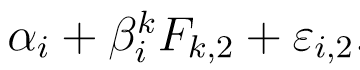 α_i + β_i^k F_{k,2} + ε_{i,2}.